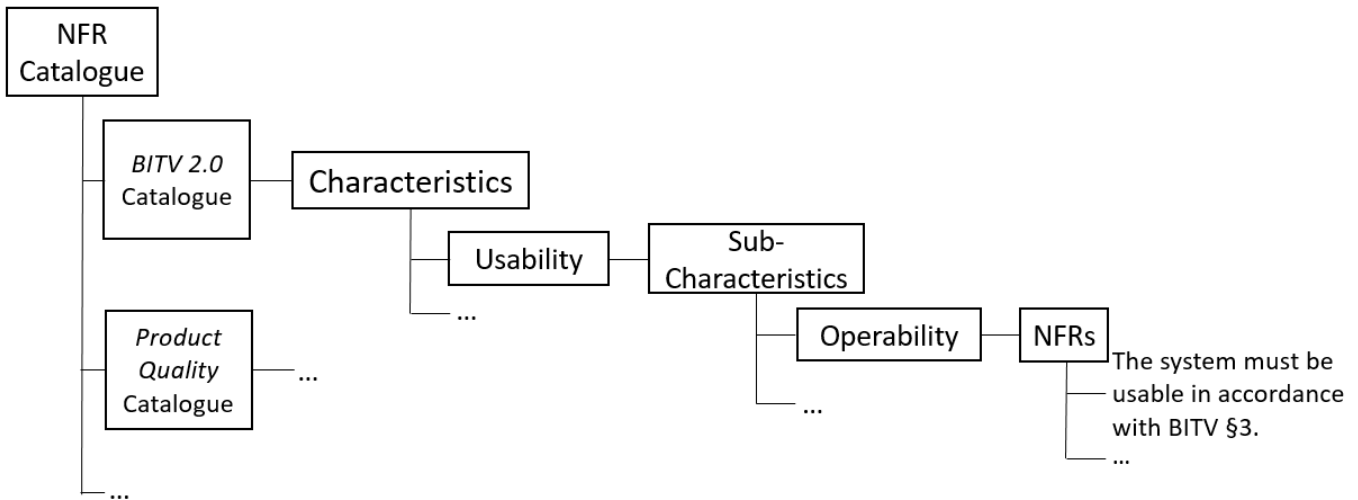 NFR
Catalogue
BITV 2.0
Catalogue
Characteristics
Usability
Sub-
Characteristics
...
Operability
NFRs
The system must be
usable in accordance
with BITV §3.
...
...
Product
Quality
Catalogue
...
...